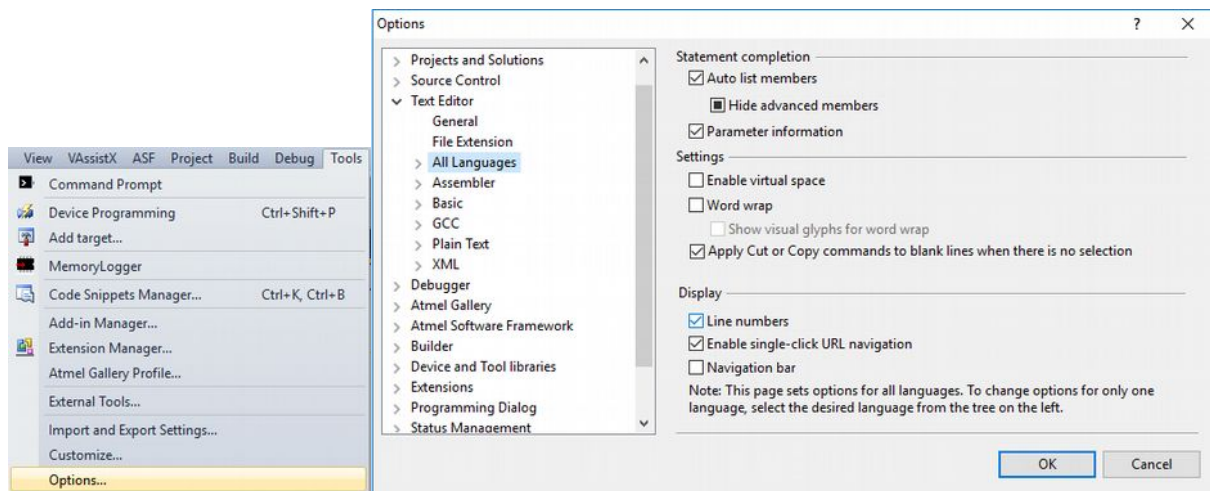 View VAssistX ASF Project Build Debug Tools
Command Prompt
Device Programming Ctrl+Shift+P
Add target...
MemoryLogger
Code Snippets Manager... Ctrl+K, Ctrl+B
Add-in Manager...
Extension Manager...
Atmel Gallery Profile...
External Tools...
Import and Export Settings...
Customize...
Options...
Options
Projects and Solutions
Source Control
Text Editor
General
File Extension
All Languages
Assembler
Basic
GCC
Plain Text
XML
Debugger
Atmel Gallery
Atmel Software Framework
Builder
Device and Tool libraries
Extensions
Programming Dialog
Status Management
Statement completion
Auto list members
Hide advanced members
Parameter information
Settings
Enable virtual space
Word wrap
Show visual glyphs for word wrap
Apply Cut or Copy commands to blank lines when there is no selection
Display
Line numbers
Enable single-click URL navigation
Navigation bar
Note: This page sets options for all languages. To change options for only one
language, select the desired language from the tree on the left.
OK Cancel